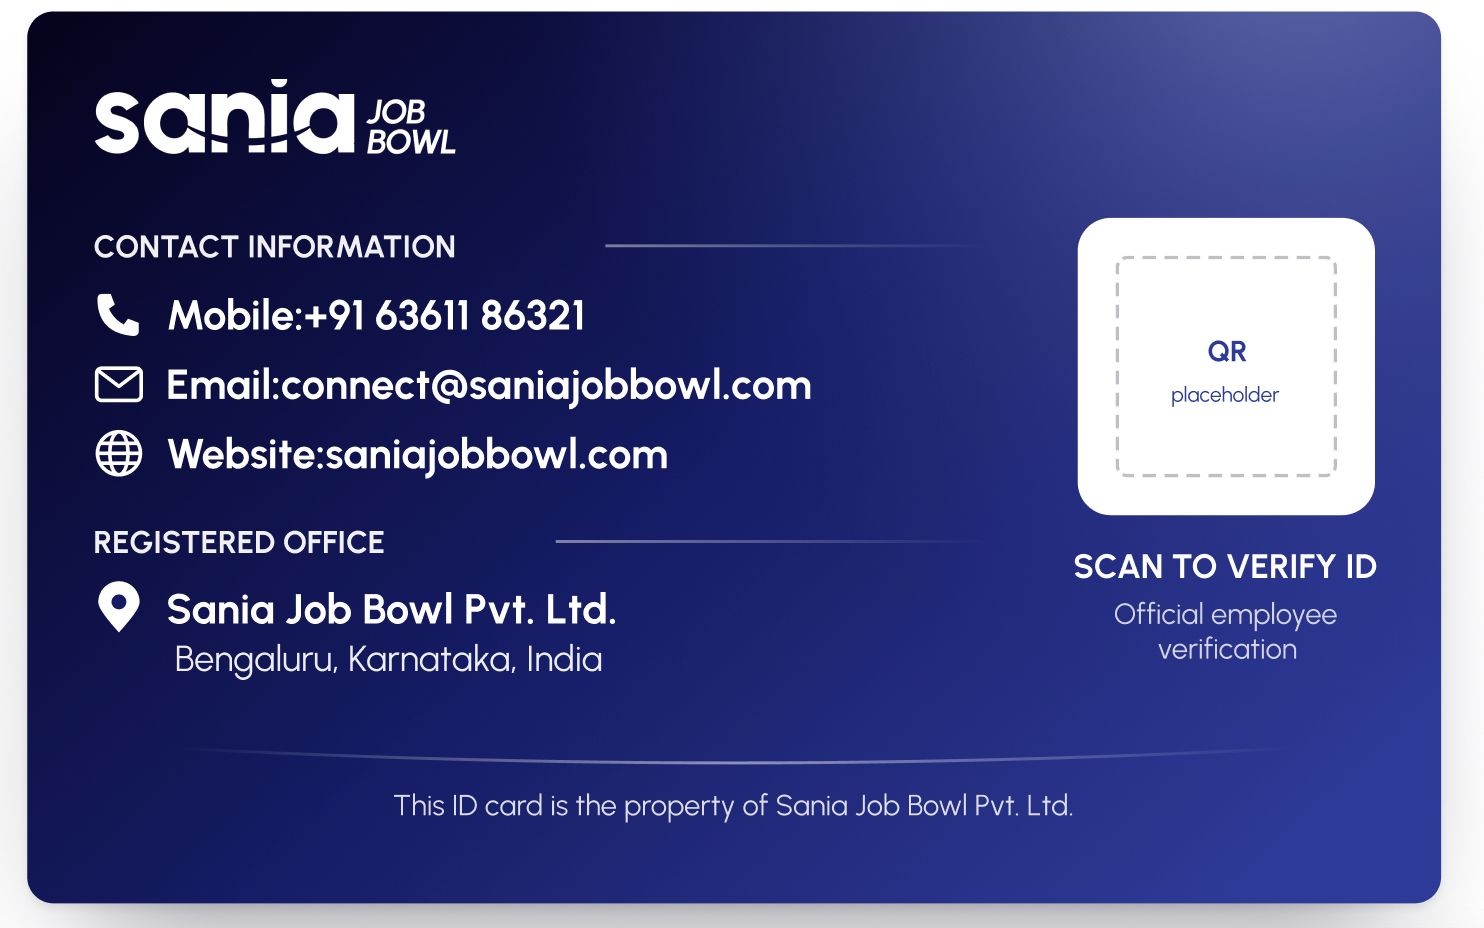 sania JOB
BOWL
CONTACT INFORMATION
Mobile:+91 63611 86321
Email:connect@saniajobbowl.com
Website:saniajobbowl.com
REGISTERED OFFICE
Sania Job Bowl Pvt. Ltd.
Bengaluru, Karnataka, India
QR
placeholder
SCAN TO VERIFY ID
Official employee
verification
This ID card is the property of Sania Job Bowl Pvt. Ltd.